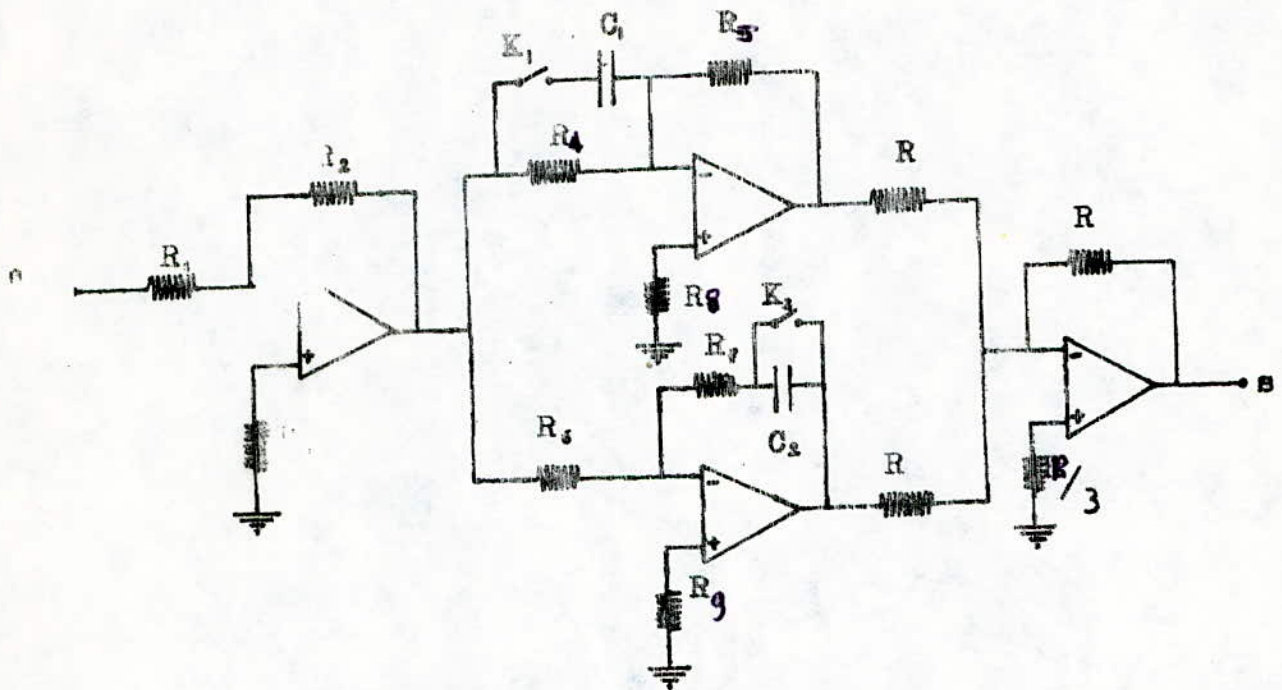 K₁
C₁
R₅
R₄
R
R₂
R₁
R
R8
K₂
R₇
C₂
R₆
R
R9
R/3
-
+
+
-
+
-
+